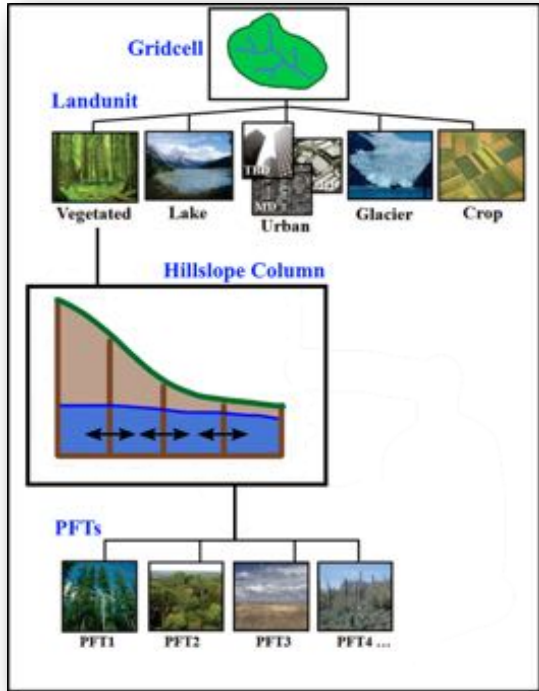 Gridcell
Landunit
TBD
MD
Vegetated
Lake
Urban
Glacier
Crop
Hillslope Column
PFTs
PFT1
PFT2
PFT3
PFT4 ...